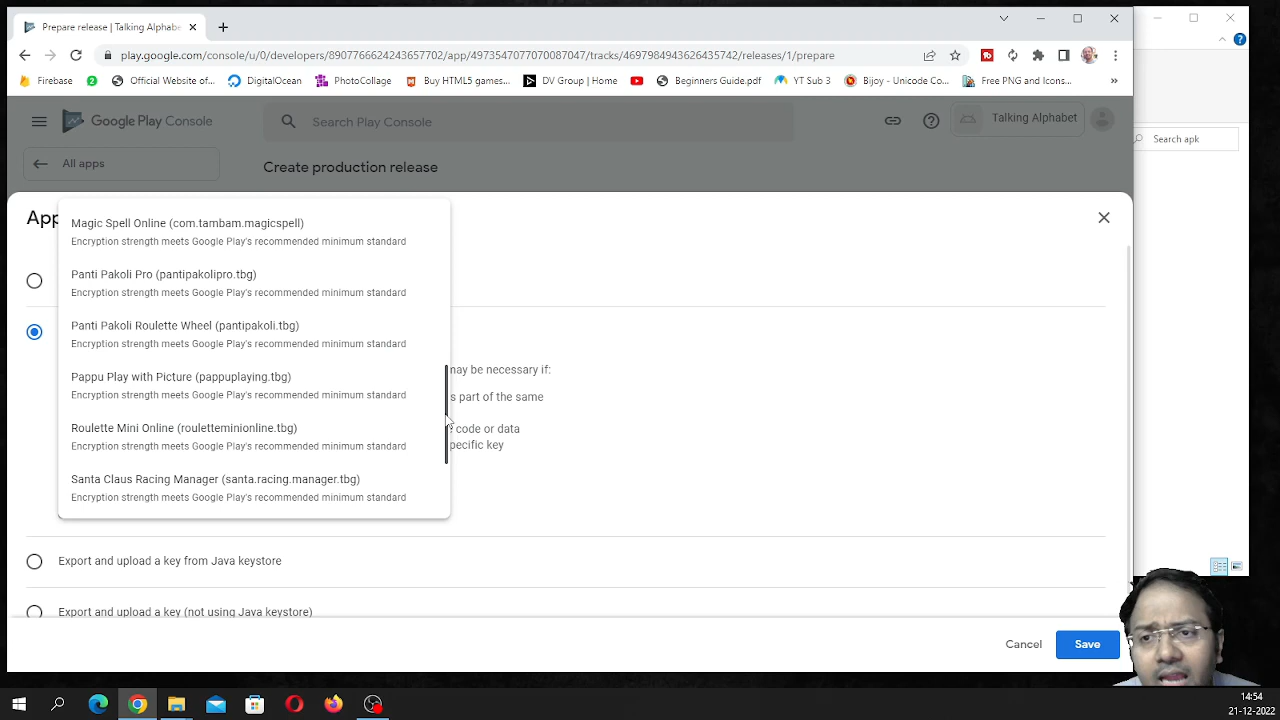 Prepare release | Talking Alphabe
play.google.com/console/u/0/developers/8907766624243657702/app/4973547077013187047/tracks/4697984943626435742/releases/1/prepare
Firebase
Official Website of...
DigitalOcean
PhotoCollage
Buy HTML5 games...
DV Group | Home
Beginners Guide.pdf
YT Sub 3
Bijoy - Unicode Co...
Free PNG and Icons...
»
Google Play Console
Search Play Console
Talking Alphabet
Search apk
All apps
Create production release
App
Magic Spell Online (com.tambam.magicspell)
Encryption strength meets Google Play's recommended minimum standard
Panti Pakoli Pro (pantipakolipro.tbg)
Encryption strength meets Google Play's recommended minimum standard
Panti Pakoli Roulette Wheel (pantipakoli.tbg)
Encryption strength meets Google Play's recommended minimum standard
Pappu Play with Picture (pappuplaying.tbg)
Encryption strength meets Google Play's recommended minimum standard
Roulette Mini Online (rouletteminionline.tbg)
Encryption strength meets Google Play's recommended minimum standard
Santa Claus Racing Manager (santa.racing.manager.tbg)
Encryption strength meets Google Play's recommended minimum standard
may be necessary if:
s part of the same
code or data
pecific key
Export and upload a key from Java keystore
Export and upload a key (not using Java keystore)
Cancel
Save
14:54
21-12-2022